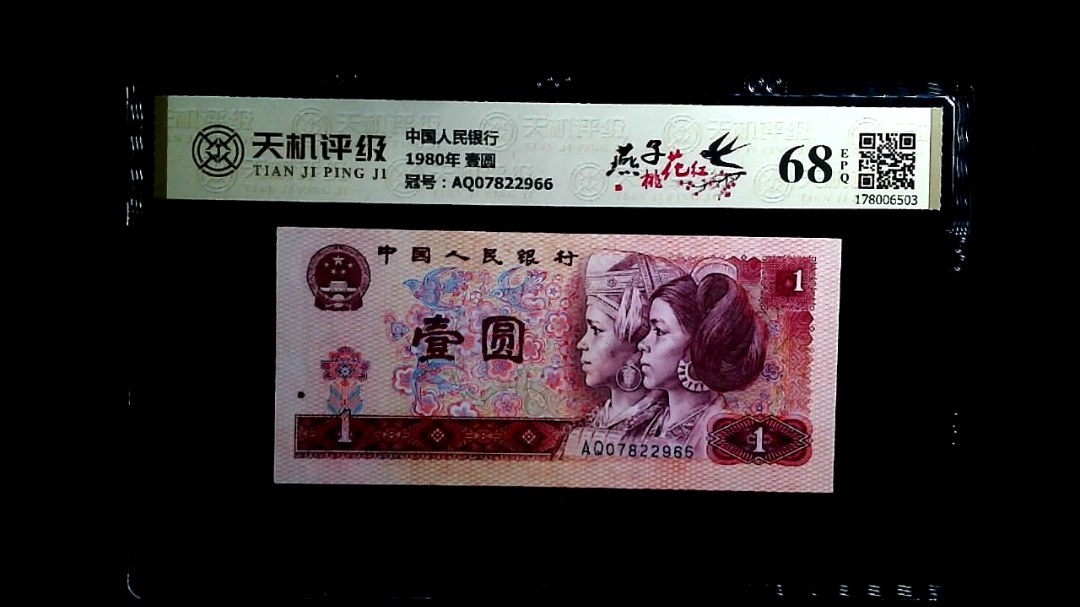 天机评级
TIAN JI PING JI
中国人民银行
1980年 壹圆
冠号：AQ07822966
燕子
桃花红
68
EPQ
178006503
中国人民银行
1
壹圆
1
AQ07822966
1